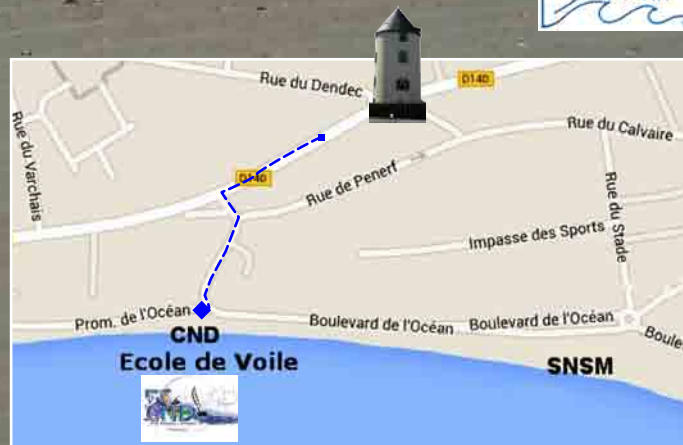 Rue du Dendec
D140
Rue du Calvaire
Rue du Varchais
D140
Rue de Penerf
Rue du Stade
Impasse des Sports
Prom. de l'Océan
Boulevard de l'Océan
Boulevard de l'Océan
CND
Ecole de Voile
SNSM